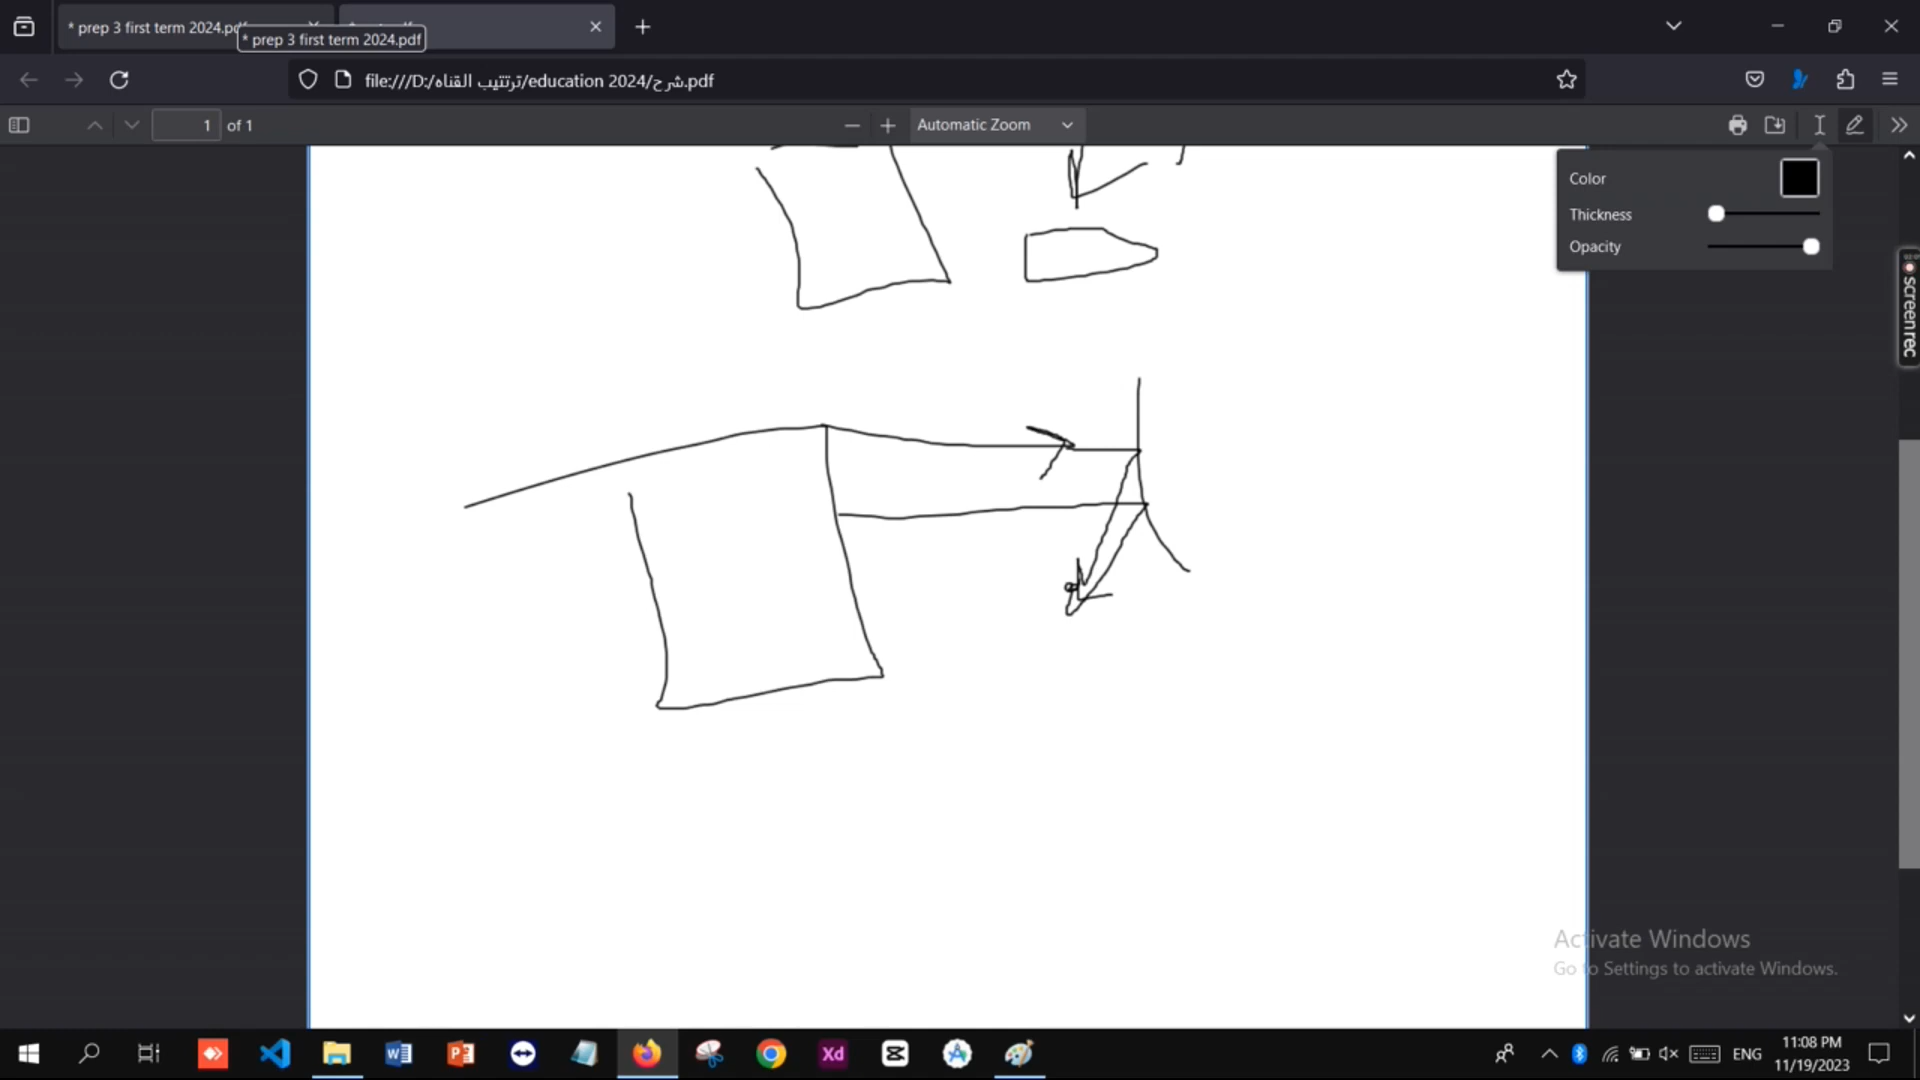 * prep 3 first term 2024.pdf
* prep 3 first term 2024.pdf
file:///D:/ترتتيب القناه/education 2024/شرح.pdf
1 of 1
Automatic Zoom
Color
Thickness
Opacity
screenrec
Activate Windows
Go to Settings to activate Windows.
Xd
ENG
11:08 PM
11/19/2023